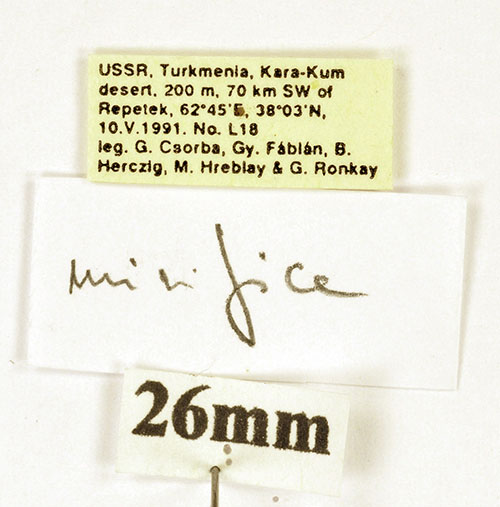 USSR, Turkmenia, Kara-Kum
desert, 200 m, 70 km SW of
Repetek, 62°45'E, 38°03'N,
10.V.1991. No. L18
leg. G. Csorba, Gy. Fábián, B.
Herczig, M. Hreblay & G. Ronkay
26mm